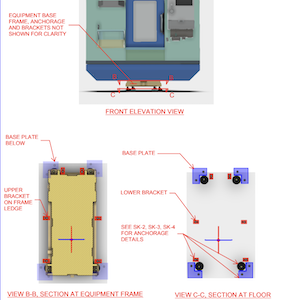 EQUIPMENT BASE
FRAME, ANCHORAGE
AND BRACKETS NOT
SHOWN FOR CLARITY
C C
FRONT ELEVATION VIEW
BASE PLATE
BELOW
BASE PLATE
UPPER
BRACKET
ON FRAME
LEDGE
LOWER BRACKET
SEE SK-2, SK-3, SK-4
FOR ANCHORAGE
DETAILS
VIEW B-B, SECTION AT EQUIPMENT FRAME
VIEW C-C, SECTION AT FLOOR